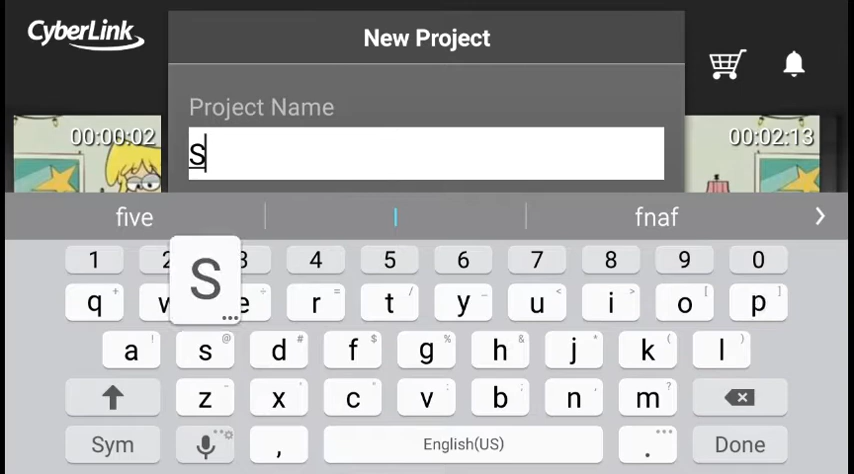 CyberLink
New Project
Project Name
00:00:02
00:02:13
S
five
l
fnaf
1 2 3 4 5 6 7 8 9 0
S
q + w e ÷ r = t / y _ u < i > o [ p ]
a ! s @ d # f $ g % h & j * k ( l )
z - x ' c " v : b ; n , m ?
Sym , English(US) . Done